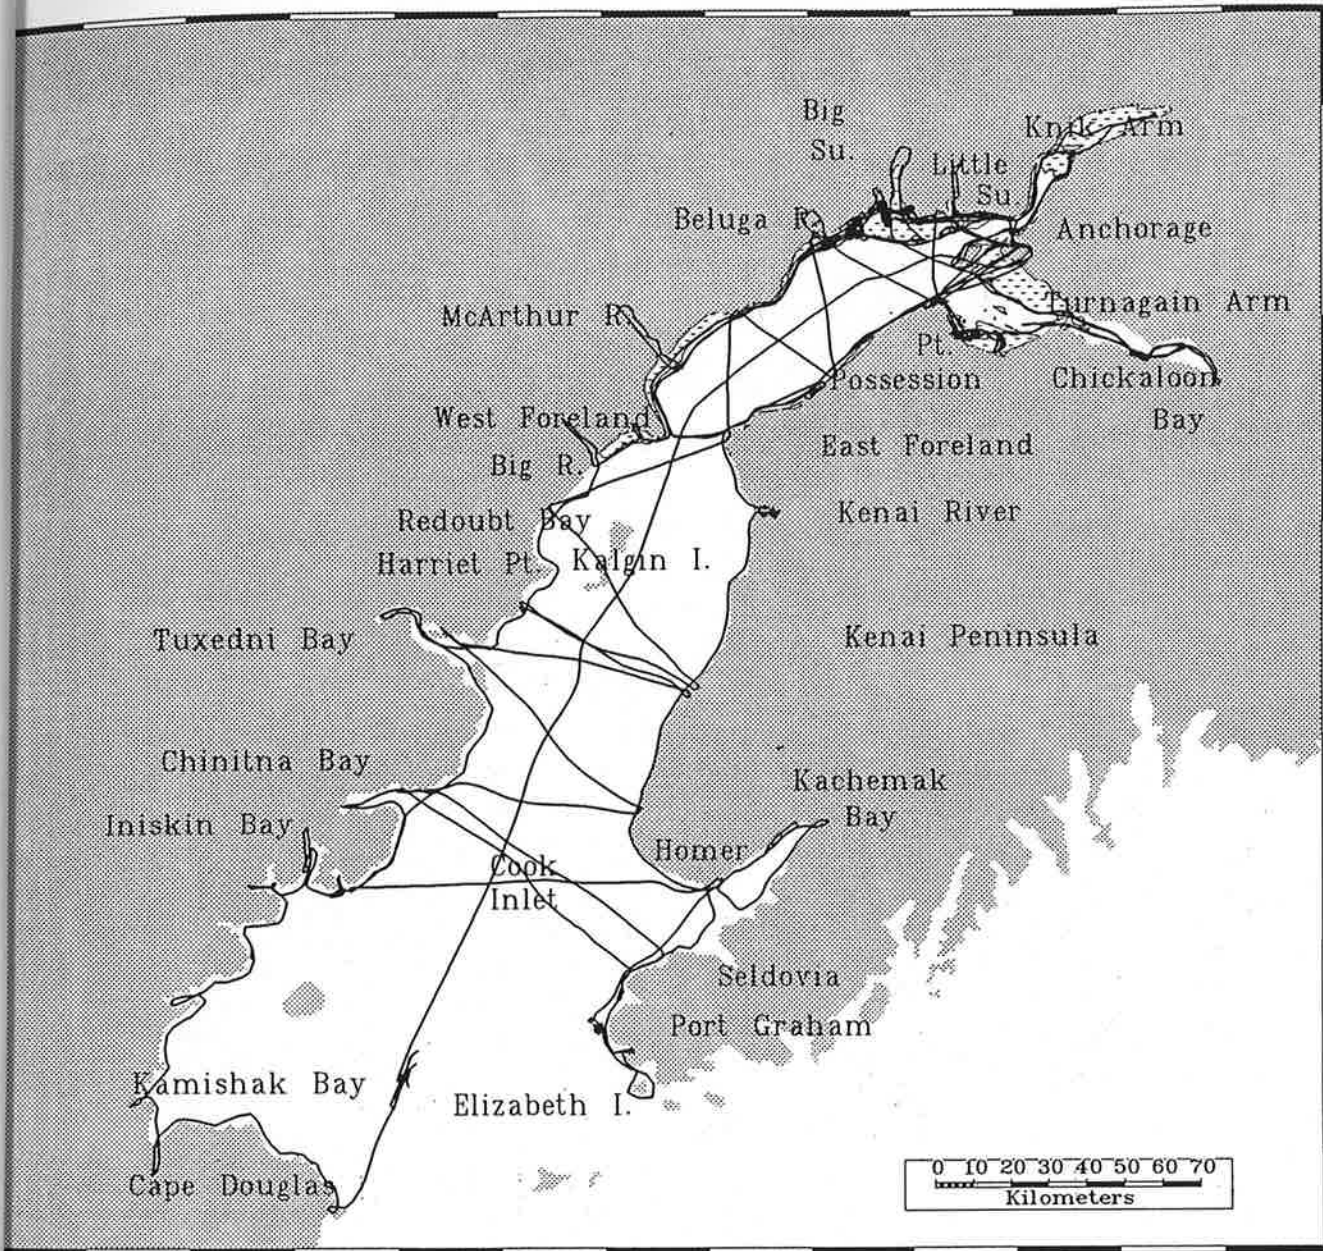 Big
Su.
Knik Arm
Little
Su.
Beluga R.
Anchorage
McArthur R.
Turnagain Arm
Pt.
Possession
Chickaloon
Bay
West Foreland
East Foreland
Big R.
Redoubt Bay
Kenai River
Harriet Pt.
Kalgin I.
Tuxedni Bay
Kenai Peninsula
Chinitna Bay
Kachemak
Bay
Iniskin Bay
Homer
Cook
Inlet
Seldovia
Port Graham
Kamishak Bay
Elizabeth I.
Cape Douglas
0 10 20 30 40 50 60 70
Kilometers